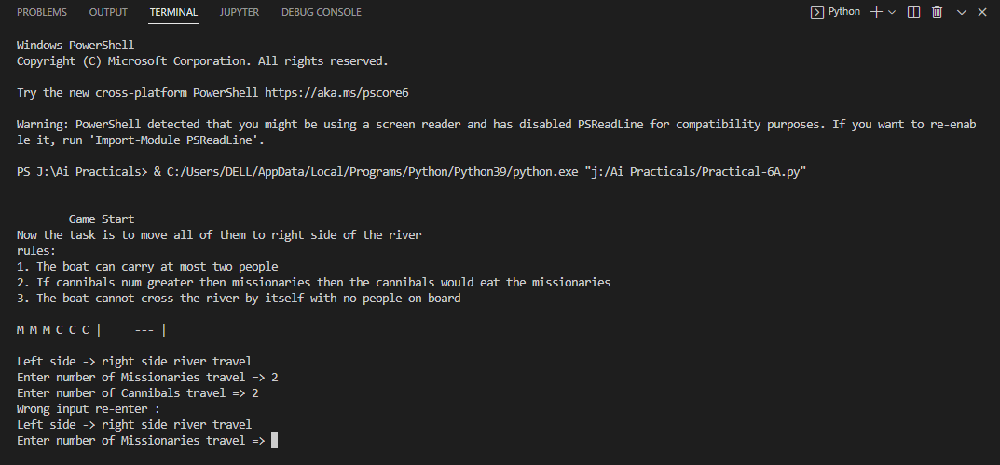 PROBLEMS OUTPUT TERMINAL JUPYTER DEBUG CONSOLE Python
Windows PowerShell
Copyright (C) Microsoft Corporation. All rights reserved.
Try the new cross-platform PowerShell https://aka.ms/pscore6
Warning: PowerShell detected that you might be using a screen reader and has disabled PSReadLine for compatibility purposes. If you want to re-enab
le it, run 'Import-Module PSReadLine'.
PS J:\Ai Practicals> & C:/Users/DELL/AppData/Local/Programs/Python/Python39/python.exe "j:/Ai Practicals/Practical-6A.py"
Game Start
Now the task is to move all of them to right side of the river
rules:
1. The boat can carry at most two people
2. If cannibals num greater then missionaries then the cannibals would eat the missionaries
3. The boat cannot cross the river by itself with no people on board
M M M C C C |     --- |
Left side -> right side river travel
Enter number of Missionaries travel => 2
Enter number of Cannibals travel => 2
Wrong input re-enter :
Left side -> right side river travel
Enter number of Missionaries travel =>